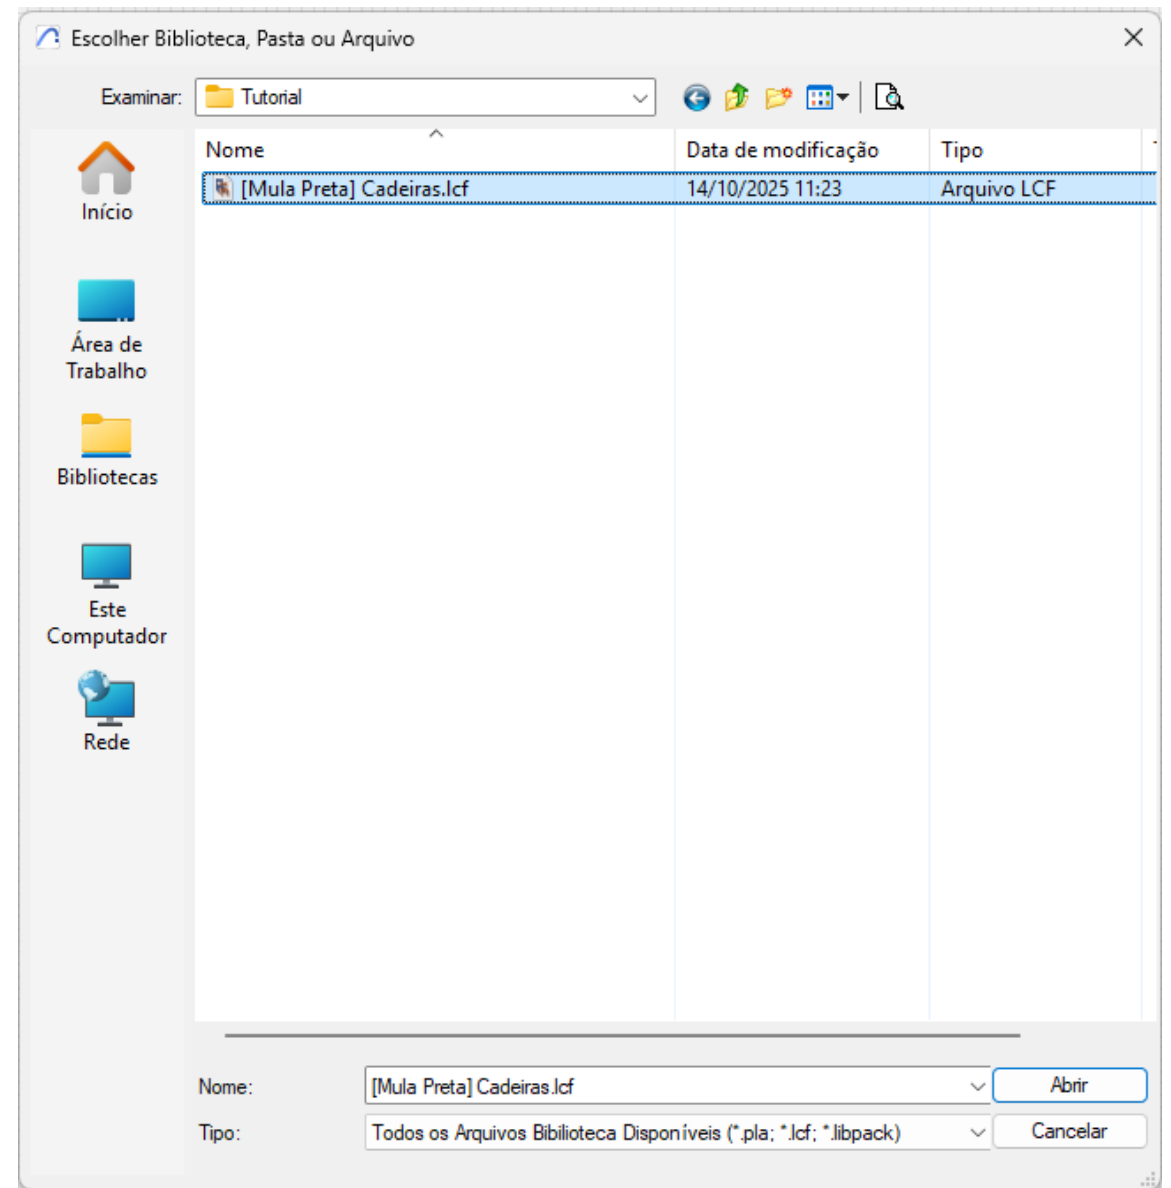 Escolher Biblioteca, Pasta ou Arquivo
Examinar: Tutorial
Nome Data de modificação Tipo
[Mula Preta] Cadeiras.lcf 14/10/2025 11:23 Arquivo LCF
Início
Área de
Trabalho
Bibliotecas
Este
Computador
Rede
Nome: [Mula Preta] Cadeiras.lcf Abrir
Tipo: Todos os Arquivos Bibilioteca Disponíveis (*.pla; *.lcf; *.libpack) Cancelar